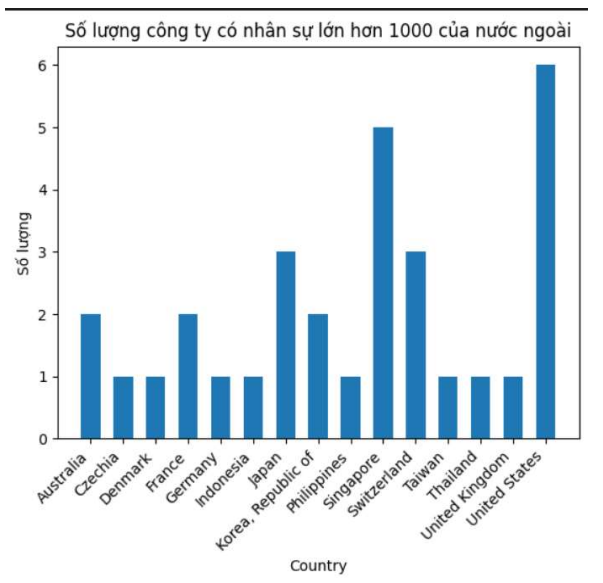 Số lượng công ty có nhân sự lớn hơn 1000 của nước ngoài
6
5
4
3
2
1
0
Số lượng
Australia
Czechia
Denmark
France
Germany
Indonesia
Japan
Korea, Republic of
Philippines
Singapore
Switzerland
Taiwan
Thailand
United Kingdom
United States
Country